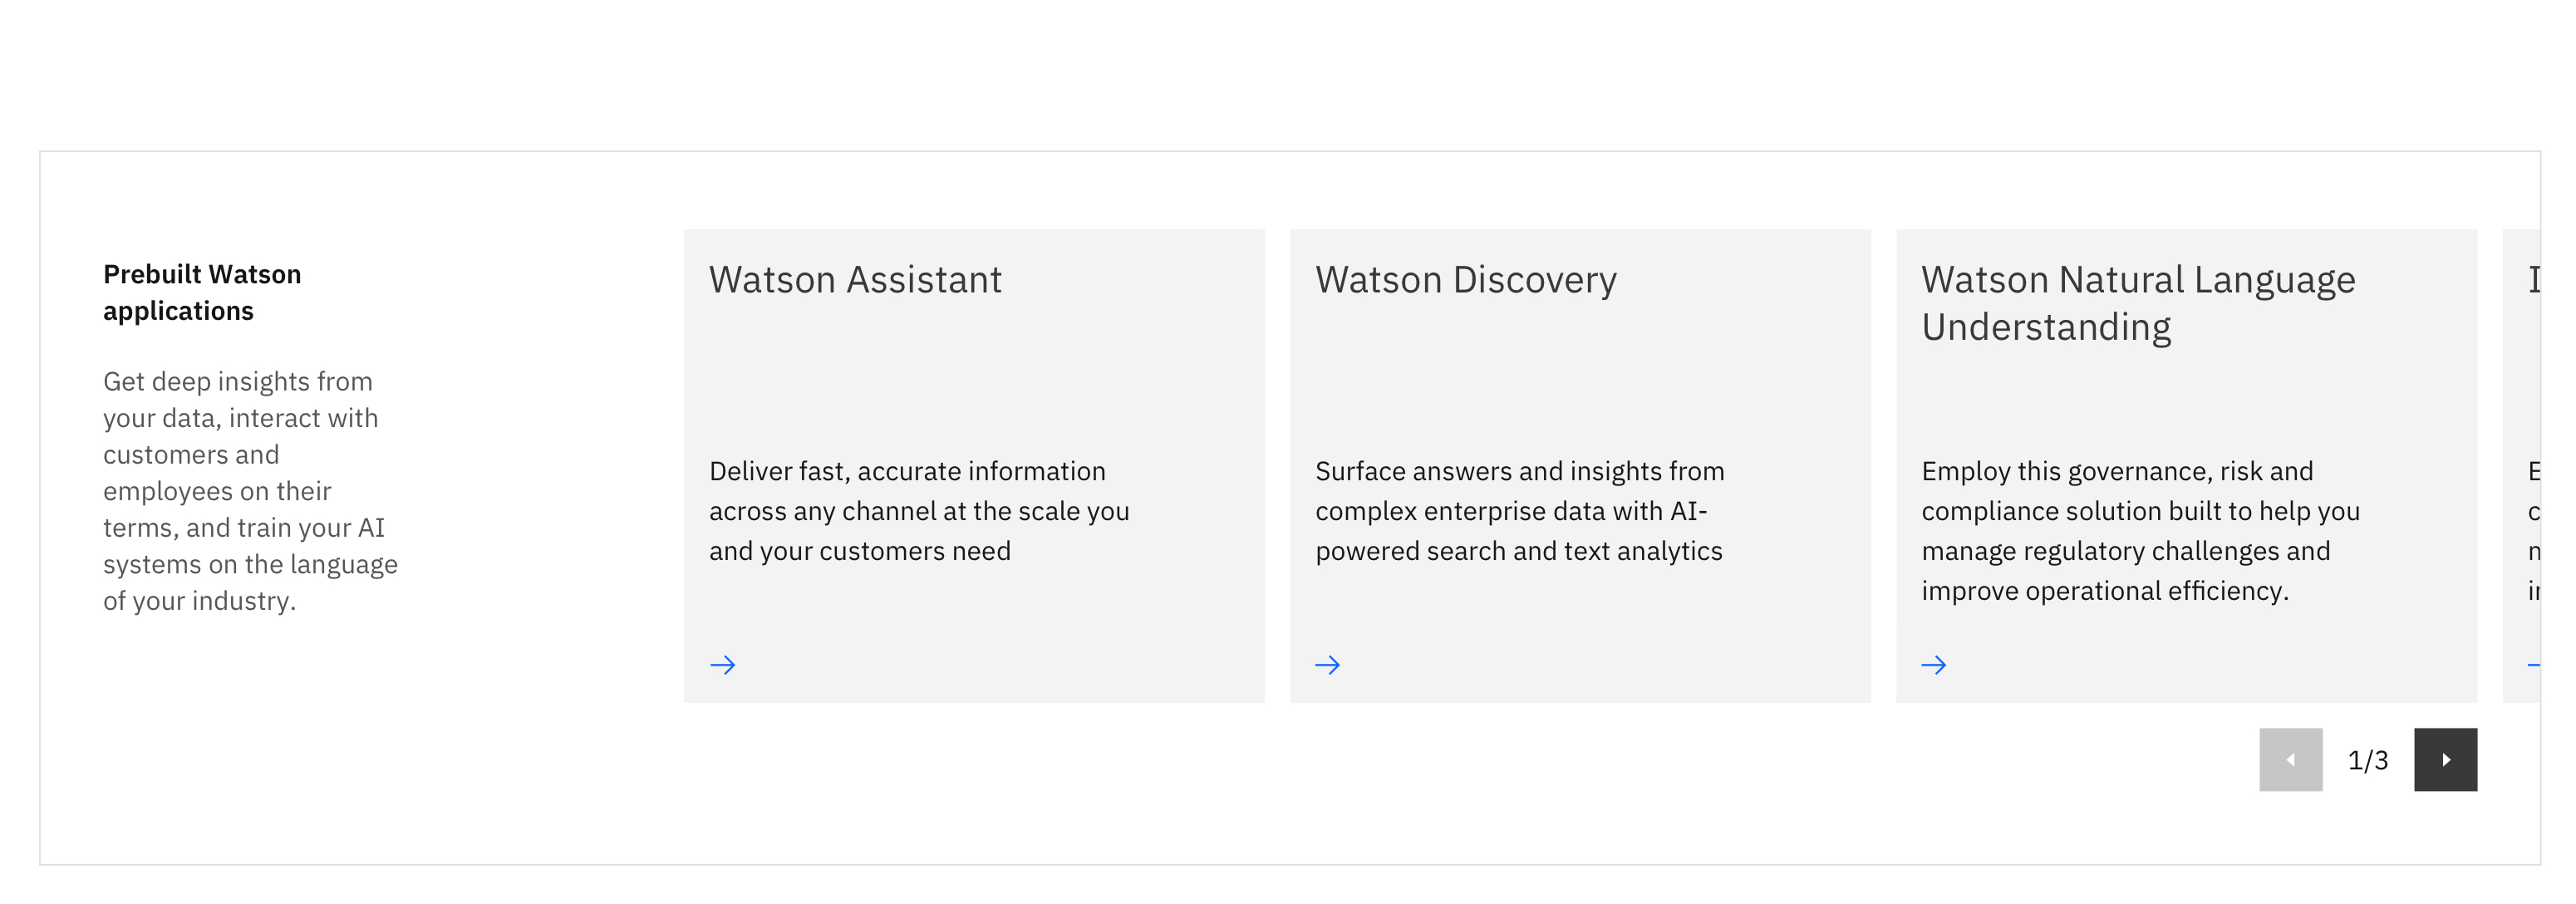 Prebuilt Watson
applications
Get deep insights from
your data, interact with
customers and
employees on their
terms, and train your AI
systems on the language
of your industry.
Watson Assistant
Deliver fast, accurate information
across any channel at the scale you
and your customers need
Watson Discovery
Surface answers and insights from
complex enterprise data with AI-
powered search and text analytics
Watson Natural Language
Understanding
Employ this governance, risk and
compliance solution built to help you
manage regulatory challenges and
improve operational efficiency.
1/3